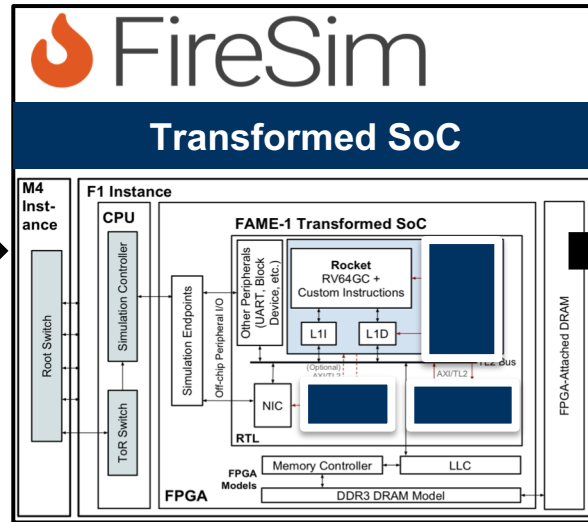 FireSim
Transformed SoC
M4
Inst-
ance
F1 Instance
CPU
FAME-1 Transformed SoC
Root Switch
Simulation Controller
ToR Switch
Simulation Endpoints
Off-chip Peripheral I/O
Other Peripherals
(UART, Block
Device, etc.)
Rocket
RV64GC +
Custom Instructions
L1I
L1D
TL2 Bus
(Optional)
AXI/TL2
AXI/TL2
NIC
RTL
FPGA-Attached DRAM
FPGA
Models
Memory Controller
LLC
DDR3 DRAM Model
FPGA